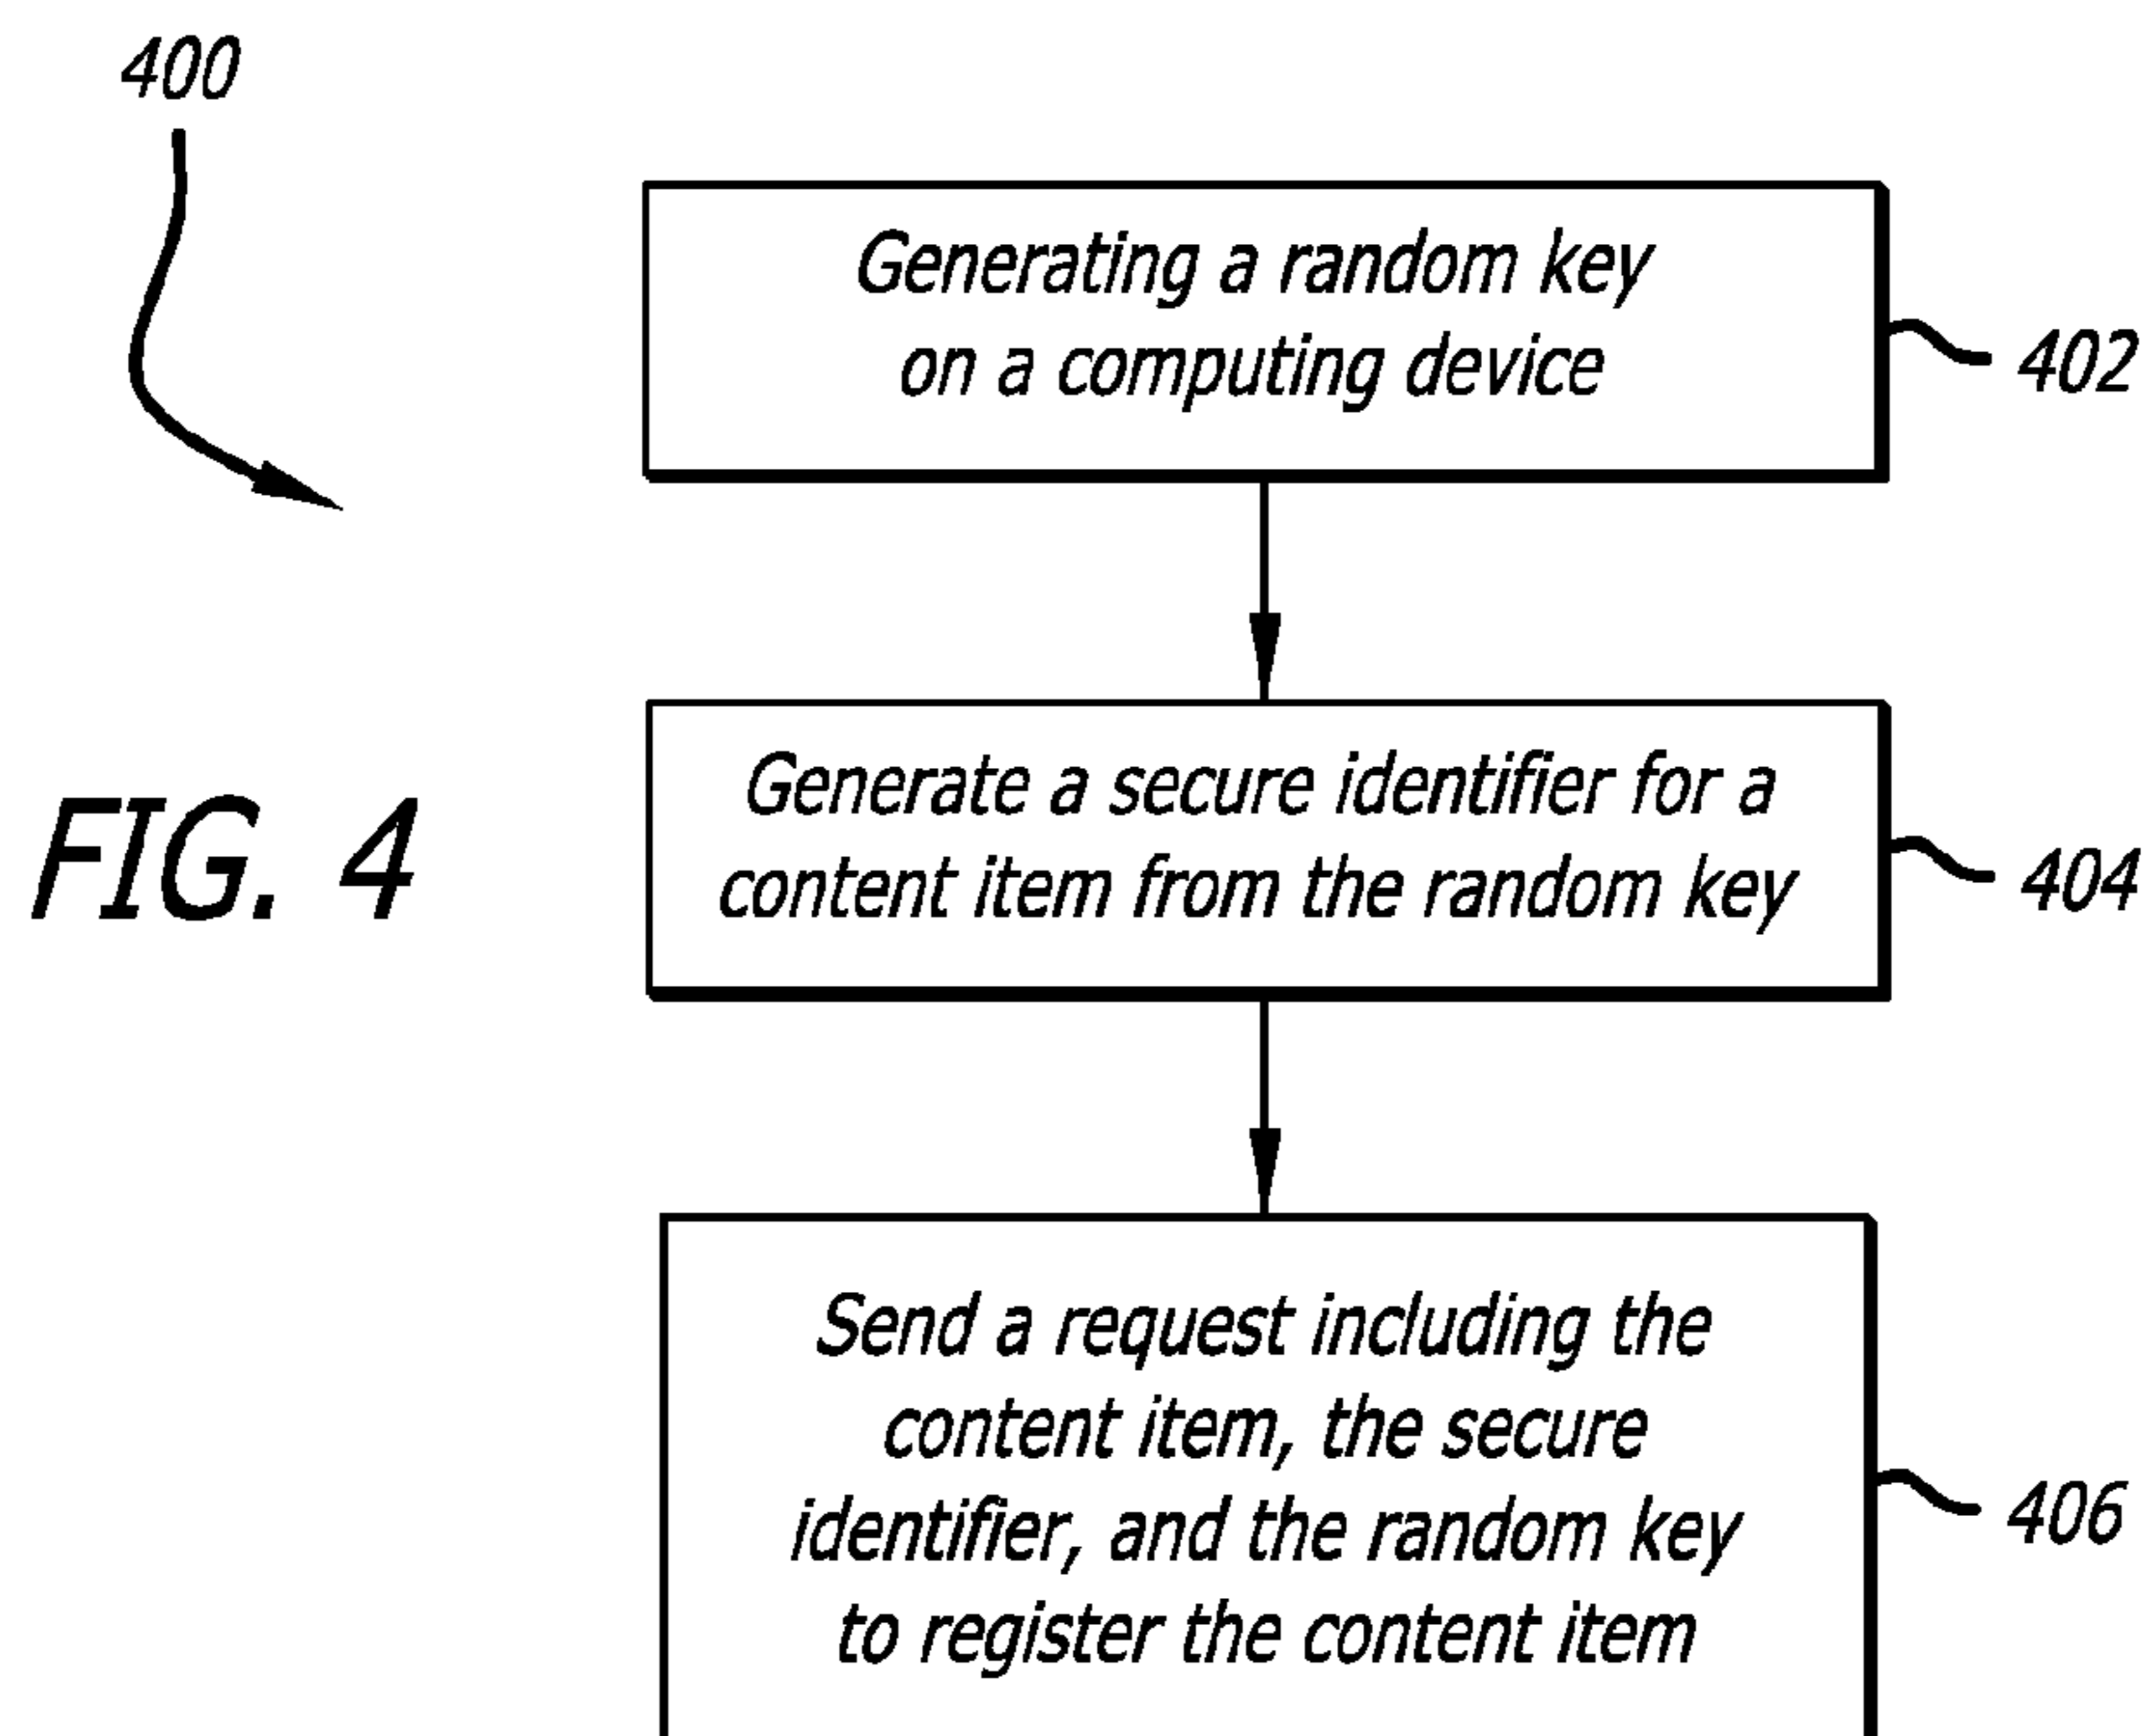 400
Generating a random key
on a computing device
402
Generate a secure identifier for a
content item from the random key
404
FIG. 4
Send a request including the
content item, the secure
identifier, and the random key
to register the content item
406